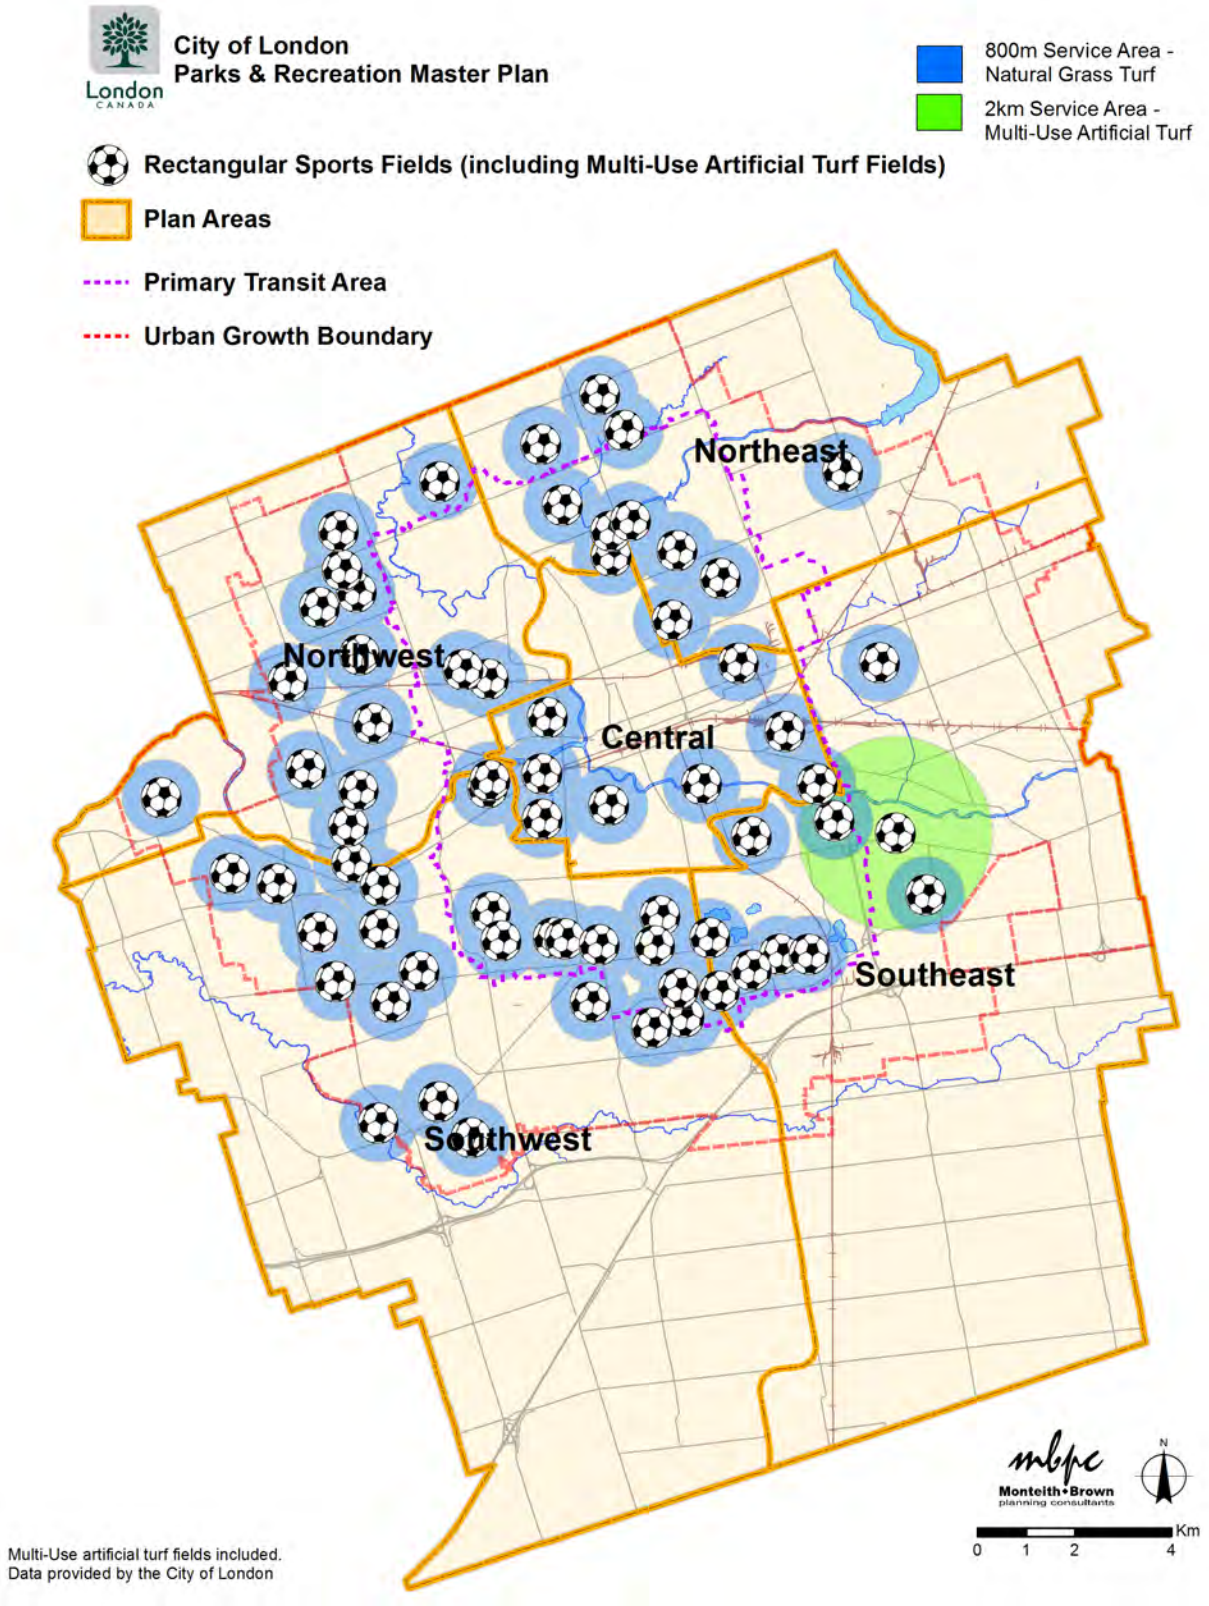 City of London
Parks & Recreation Master Plan
London
CANADA
800m Service Area -
Natural Grass Turf
2km Service Area -
Multi-Use Artificial Turf
Rectangular Sports Fields (including Multi-Use Artificial Turf Fields)
Plan Areas
Primary Transit Area
Urban Growth Boundary
Northeast
Northwest
Central
Southeast
Southwest
mbpc
Monteith+Brown
planning consultants
N
Km
0 1 2 4
Multi-Use artificial turf fields included.
Data provided by the City of London